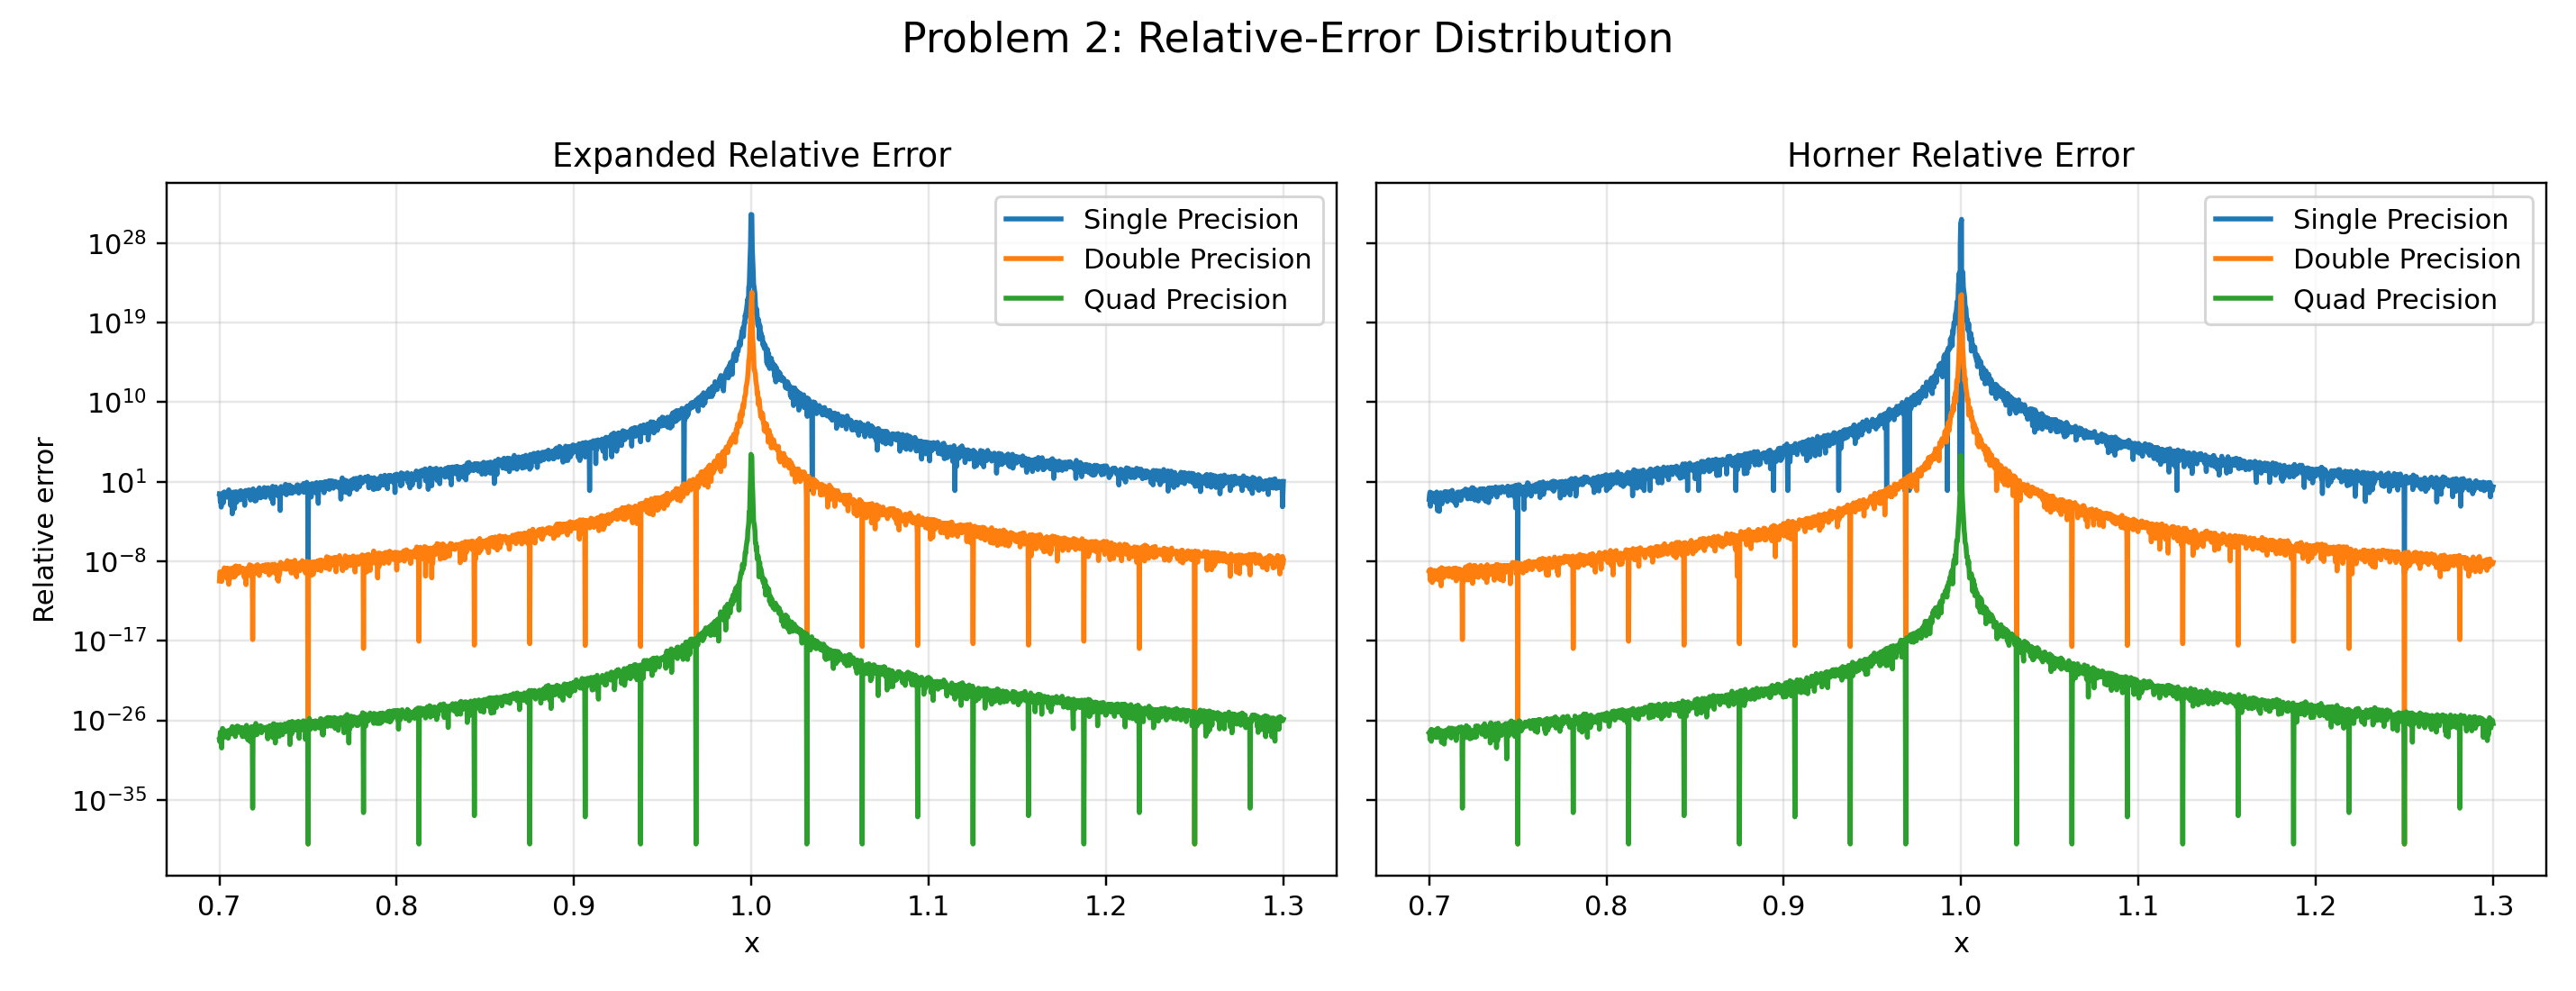 Problem 2: Relative-Error Distribution
Expanded Relative Error
Relative error
10^28
10^19
10^10
10^1
10^−8
10^−17
10^−26
10^−35
Single Precision
Double Precision
Quad Precision
0.7 0.8 0.9 1.0 1.1 1.2 1.3
x
Horner Relative Error
Single Precision
Double Precision
Quad Precision
0.7 0.8 0.9 1.0 1.1 1.2 1.3
x